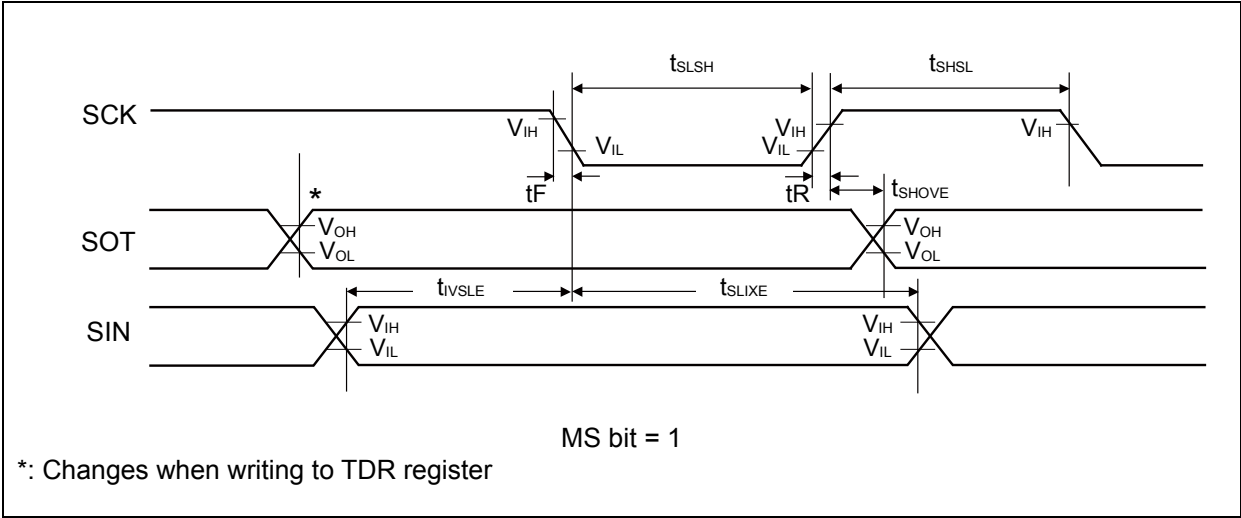 tSLSH tSHSL
SCK
VIH VIL VIH VIL VIH
tF tR tSHOVE
*
SOT
VOH VOH
VOL VOL
tIVSLE tSLIXE
SIN
VIH VIH
VIL VIL
MS bit = 1
*: Changes when writing to TDR register